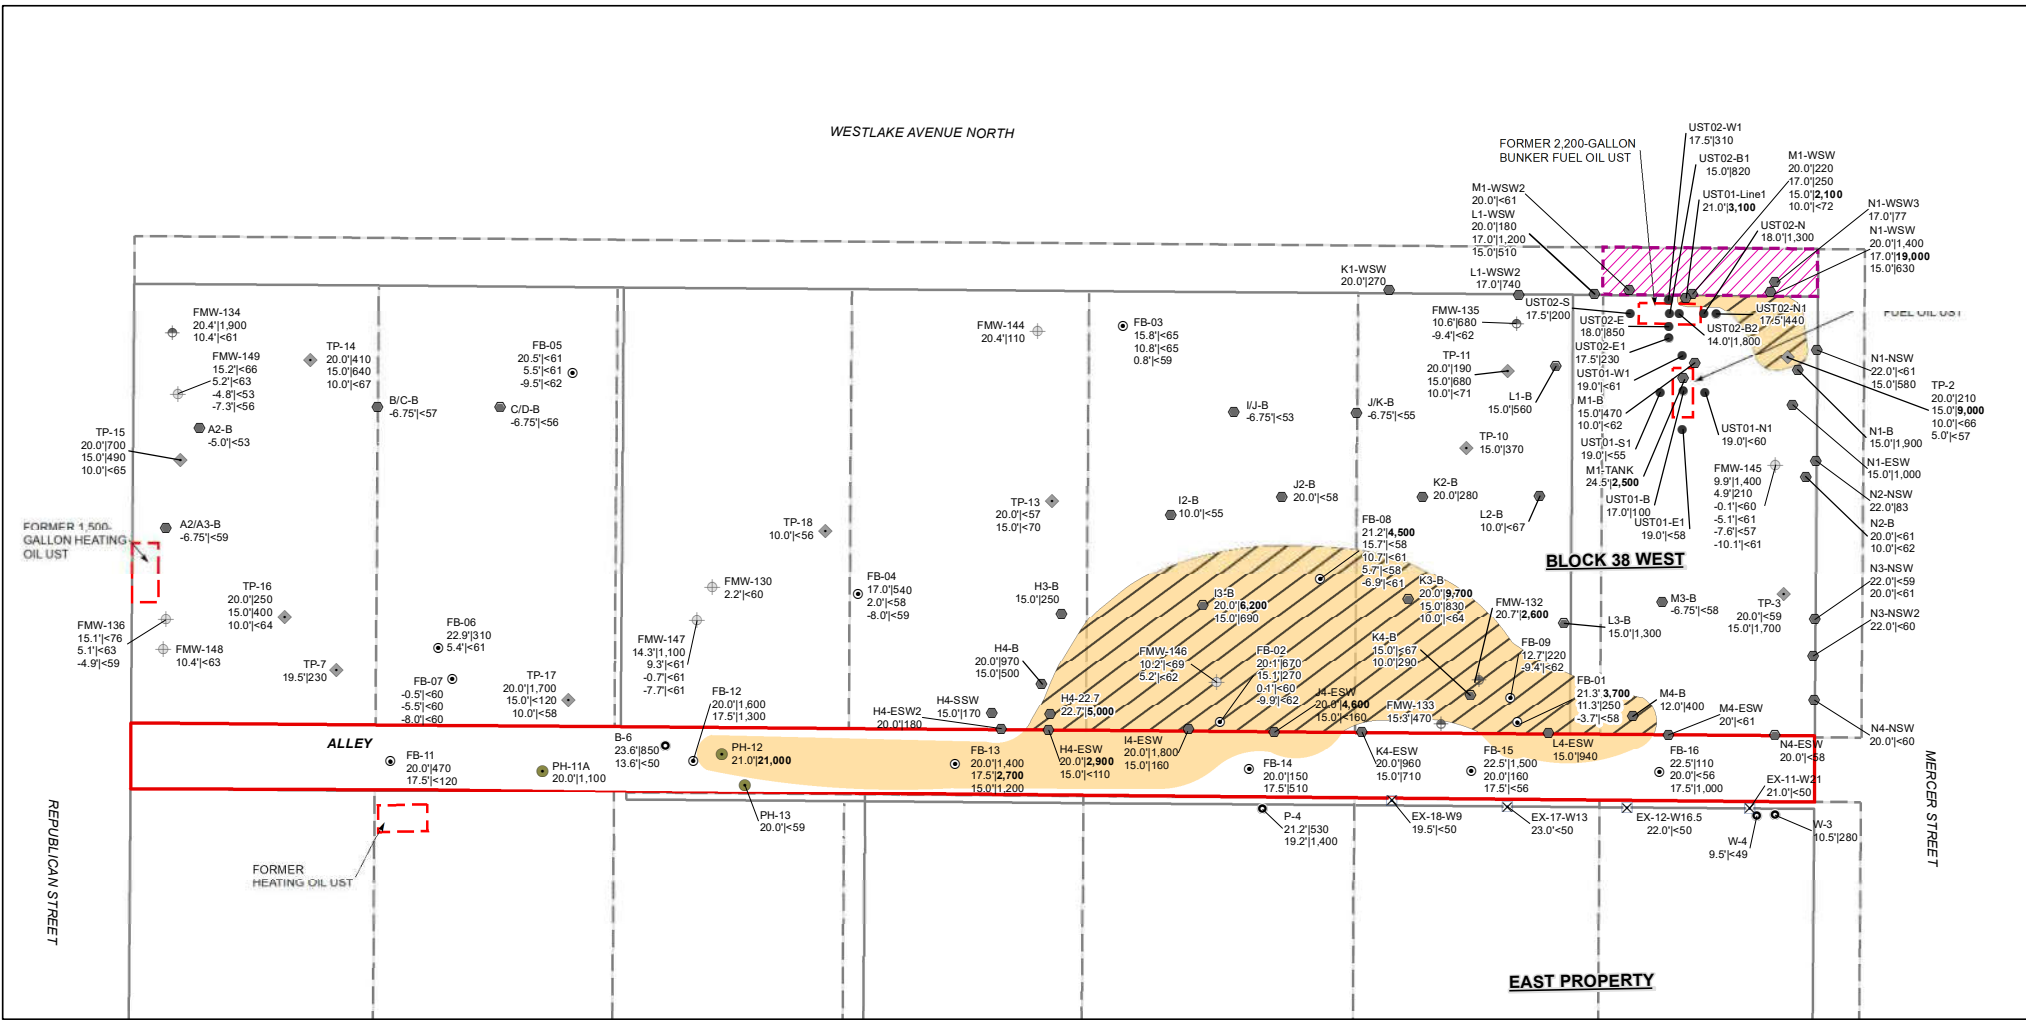 WESTLAKE AVENUE NORTH
FORMER 2,200-GALLON
BUNKER FUEL OIL UST
UST02-W1
17.5'|310
UST02-B1
15.0'|820
UST01-Line1
21.0'|3,100
UST02-N
18.0'|1,300
M1-WSW
20.0'|220
17.0'|250
15.0'|2,100
10.0'|<72
N1-WSW3
17.0'|77
N1-WSW
20.0'|1,400
17.0'|19,000
15.0'|630
M1-WSW2
20.0'|<61
L1-WSW
20.0'|180
17.0'|1,200
15.0'|510
K1-WSW
20.0'|270
L1-WSW2
17.0'|740
UST02-S
17.5'|200
UST02-E
18.0'|850
UST02-E1
17.5'|230
UST01-W1
19.0'|<61
M1-B
15.0'|470
10.0'|<62
UST01-S1
19.0'|<55
M1-TANK
24.5'|2,500
UST01-B
17.0'|100
UST01-E1
19.0'|<58
UST02-N1
17.5'|440
UST02-B2
14.0'|1,800
FUEL OIL UST
UST01-N1
19.0'|<60
FMW-145
9.9'|1,400
4.9'|210
-0.1'|<60
-5.1'|<61
-7.6'|<57
-10.1'|<61
N1-NSW
22.0'|<61
15.0'|580
TP-2
20.0'|210
15.0'|9,000
10.0'|<66
5.0'|<57
N1-B
15.0'|1,900
N1-ESW
15.0'|1,000
N2-NSW
22.0'|83
N2-B
20.0'|<61
10.0'|<62
N3-NSW
22.0'|<59
20.0'|<61
N3-NSW2
22.0'|<60
N4-NSW
20.0'|<60
FMW-134
20.4'|1,900
10.4'|<61
FMW-149
15.2'|<66
5.2'|<63
-4.8'|<53
-7.3'|<56
TP-14
20.0'|410
15.0'|640
10.0'|<67
FB-05
20.5'|<61
5.5'|<61
-9.5'|<62
B/C-B
-6.75'|<57
C/D-B
-6.75'|<56
A2-B
-5.0'|<53
TP-15
20.0'|700
15.0'|490
10.0'|<65
FMW-144
20.4'|110
FB-03
15.8'|<65
10.8'|<65
0.8'|<59
FMW-135
10.6'|680
-9.4'|<62
TP-11
20.0'|190
15.0'|680
10.0'|<71
L1-B
15.0'|560
I/J-B
-6.75'|<53
J/K-B
-6.75'|<55
TP-10
15.0'|370
J2-B
20.0'|<58
K2-B
20.0'|280
I2-B
10.0'|<55
L2-B
10.0'|<67
TP-13
20.0'|<57
15.0'|<70
TP-18
10.0'|<56
FORMER 1,500-
GALLON HEATING
OIL UST
A2/A3-B
-6.75'|<59
TP-16
20.0'|250
15.0'|400
10.0'|<64
FMW-136
15.1'|<76
5.1'|<63
-4.9'|<59
FMW-148
10.4'|<63
TP-7
19.5'|230
FB-06
22.9'|310
5.4'|<61
FB-07
-0.5'|<60
-5.5'|<60
-8.0'|<60
TP-17
20.0'|1,700
15.0'|<120
10.0'|<58
FMW-130
2.2'|<60
FMW-147
14.3'|1,100
9.3'|<61
-0.7'|<61
-7.7'|<61
FB-04
17.0'|540
2.0'|<58
-8.0'|<59
H3-B
15.0'|250
H4-B
20.0'|970
15.0'|500
H4-SSW
15.0'|170
H4-ESW2
20.0'|180
H4-22.7
22.7'|5,000
FB-08
21.2'|4,500
15.7'|<58
10.7'|<61
5.7'|<58
-6.9'|<61
I3-B
20.0'|6,200
15.0'|690
K3-B
20.0'|9,700
15.0'|830
10.0'|<64
FMW-132
20.7'|2,600
K4-B
15.0'|<67
10.0'|290
FMW-146
10.2'|<69
5.2'|<62
FB-02
20.1'|670
15.1'|270
0.1'|<60
-9.9'|<62
J4-ESW
20.0'|4,600
15.0'|<160
FMW-133
15.3'|470
FB-09
12.7'|220
-9.4'|<62
FB-01
21.3'|3,700
11.3'|250
-3.7'|<58
L3-B
15.0'|1,300
M3-B
-6.75'|<58
TP-3
20.0'|<59
15.0'|1,700
M4-B
12.0'|400
M4-ESW
20'|<61
BLOCK 38 WEST
ALLEY
FB-11
20.0'|470
17.5'|<120
PH-11A
20.0'|1,100
B-6
23.6'|850
13.6'|<50
FB-12
20.0'|1,600
17.5'|1,300
PH-12
21.0'|21,000
PH-13
20.0'|<59
FB-13
20.0'|1,400
17.5'|2,700
15.0'|1,200
H4-ESW
20.0'|2,900
15.0'|<110
I4-ESW
20.0'|1,800
15.0'|160
FB-14
20.0'|150
17.5'|510
K4-ESW
20.0'|960
15.0'|710
FB-15
22.5'|1,500
20.0'|160
17.5'|<56
L4-ESW
15.0'|940
FB-16
22.5'|110
20.0'|<56
17.5'|1,000
N4-ESW
20.0'|<58
EX-11-W21
21.0'|<50
P-4
21.2'|530
19.2'|1,400
EX-18-W9
19.5'|<50
EX-17-W13
23.0'<50
EX-12-W16.5
22.0'|<50
W-4
9.5'|<49
W-3
10.5'|280
FORMER
HEATING OIL UST
REPUBLICAN STREET
MERCER STREET
EAST PROPERTY